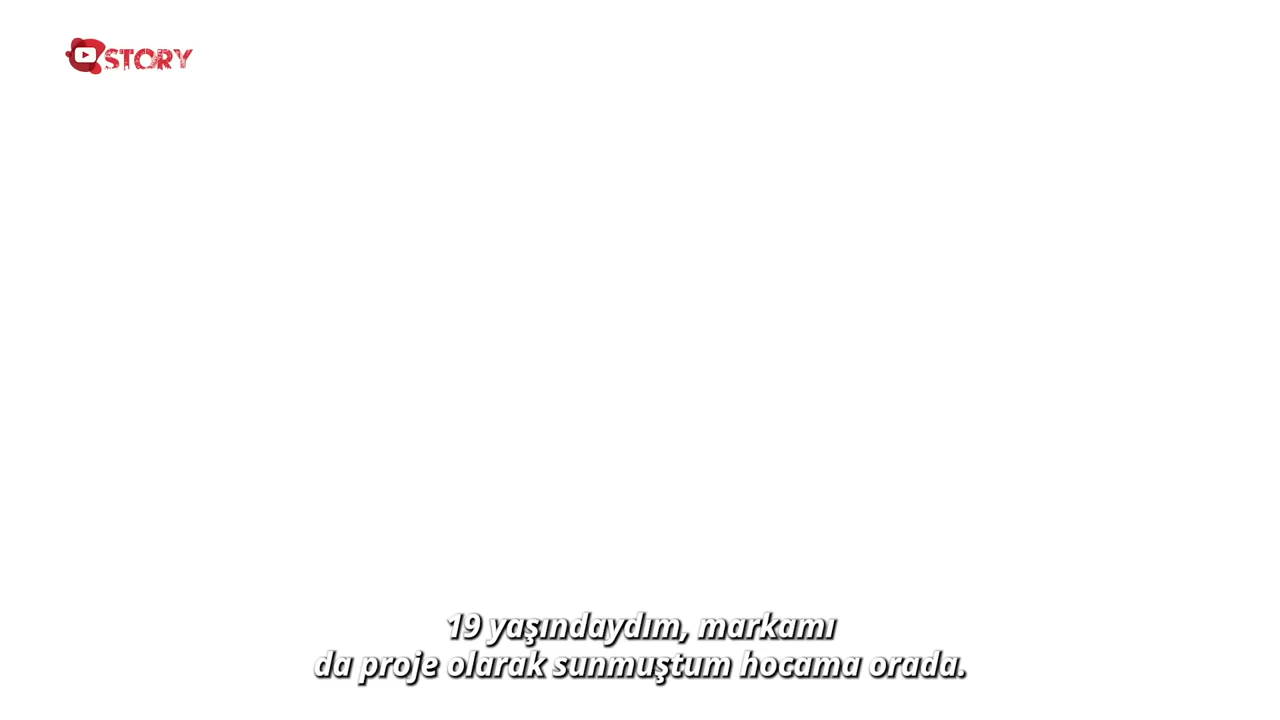 STORY
19 yaşındaydım, markamı
da proje olarak sunmuştum hocama orada.